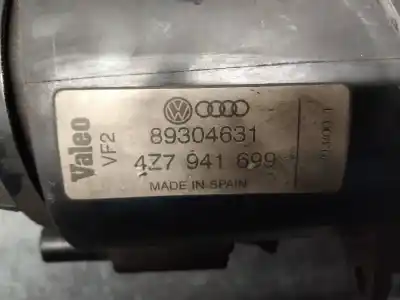 Valeo
VF2
89304631
4Z7 941 699
MADE IN SPAIN